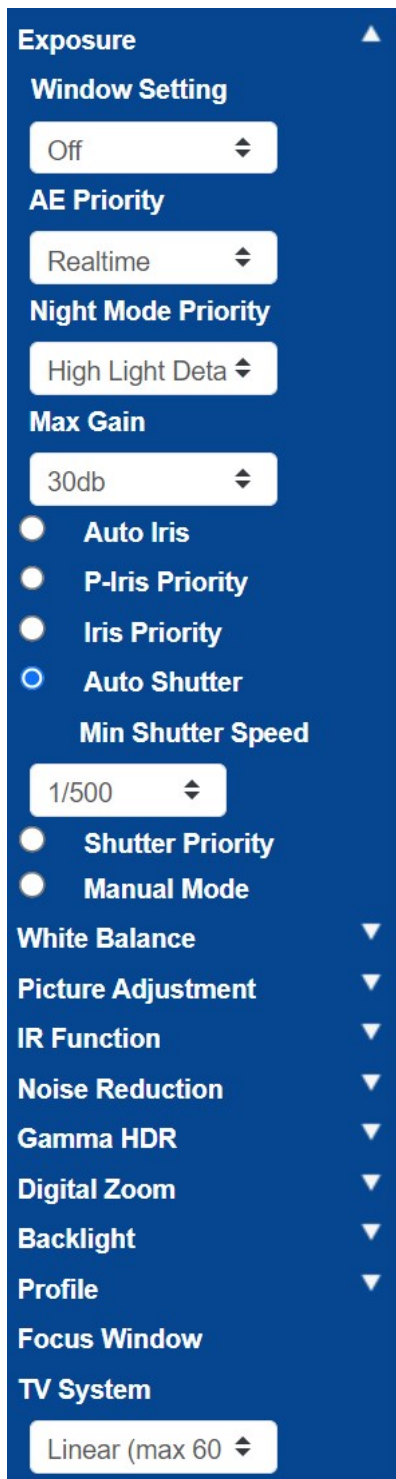 Exposure
Window Setting
Off
AE Priority
Realtime
Night Mode Priority
High Light Deta
Max Gain
30db
Auto Iris
P-Iris Priority
Iris Priority
Auto Shutter
Min Shutter Speed
1/500
Shutter Priority
Manual Mode
White Balance
Picture Adjustment
IR Function
Noise Reduction
Gamma HDR
Digital Zoom
Backlight
Profile
Focus Window
TV System
Linear (max 60